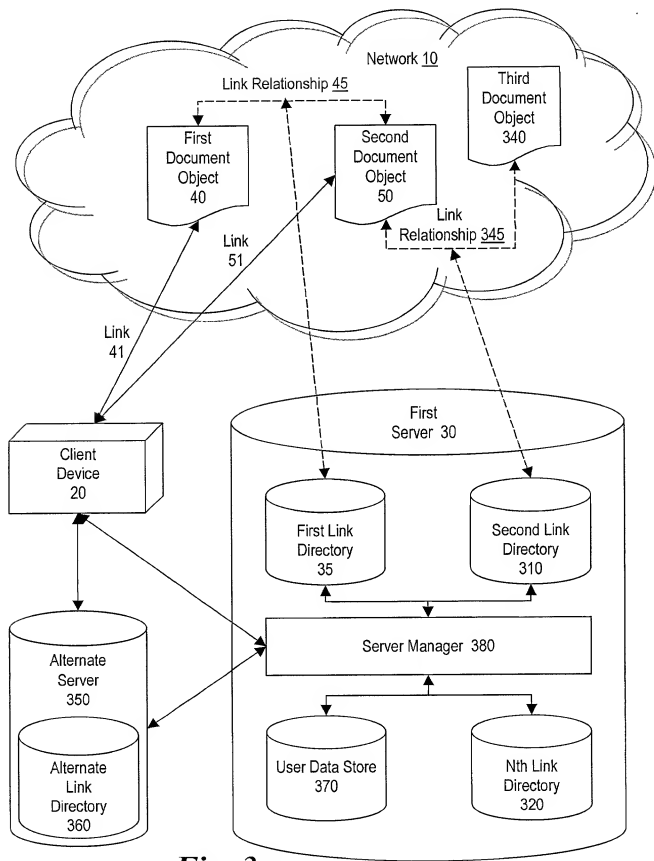 Network 10
Link Relationship 45
Third
Document
Object
340
First
Document
Object
40
Second
Document
Object
50
Link
Relationship 345
Link
51
Link
41
First
Server 30
Client
Device
20
First Link
Directory
35
Second Link
Directory
310
Server Manager 380
Alternate
Server
350
User Data Store
370
Nth Link
Directory
320
Alternate
Link
Directory
360